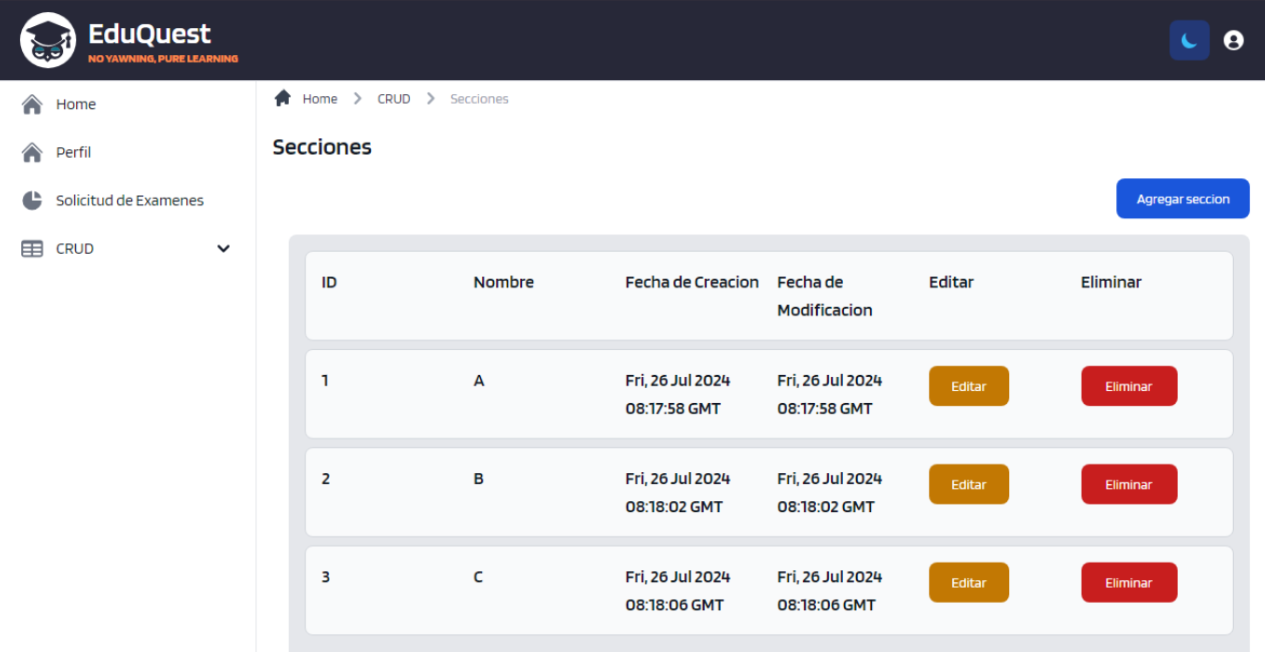 EduQuest
NO YAWNING, PURE LEARNING
Home
Perfil
Solicitud de Examenes
CRUD
Home > CRUD > Secciones
Secciones
Agregar seccion
ID Nombre Fecha de Creacion Fecha de Modificacion Editar Eliminar
1 A Fri, 26 Jul 2024 08:17:58 GMT Fri, 26 Jul 2024 08:17:58 GMT Editar Eliminar
2 B Fri, 26 Jul 2024 08:18:02 GMT Fri, 26 Jul 2024 08:18:02 GMT Editar Eliminar
3 C Fri, 26 Jul 2024 08:18:06 GMT Fri, 26 Jul 2024 08:18:06 GMT Editar Eliminar